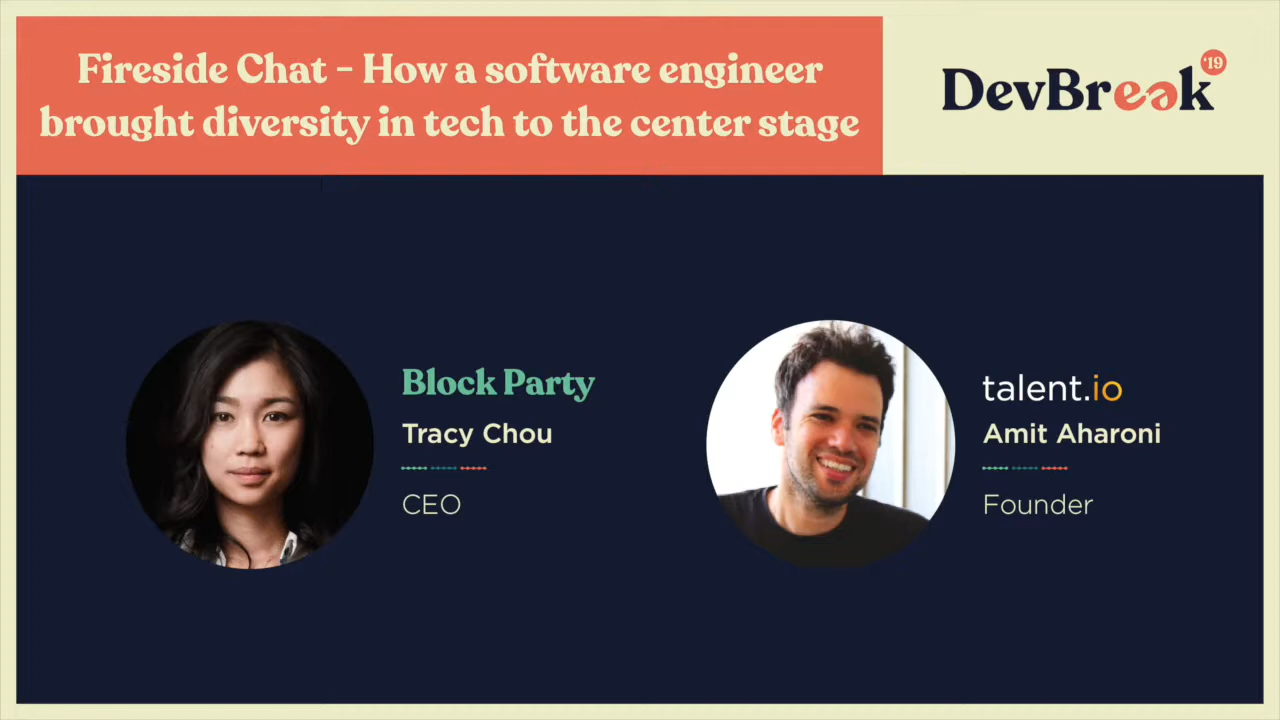 Fireside Chat – How a software engineer
brought diversity in tech to the center stage
DevBreak
'19
Block Party
Tracy Chou
CEO
talent.io
Amit Aharoni
Founder